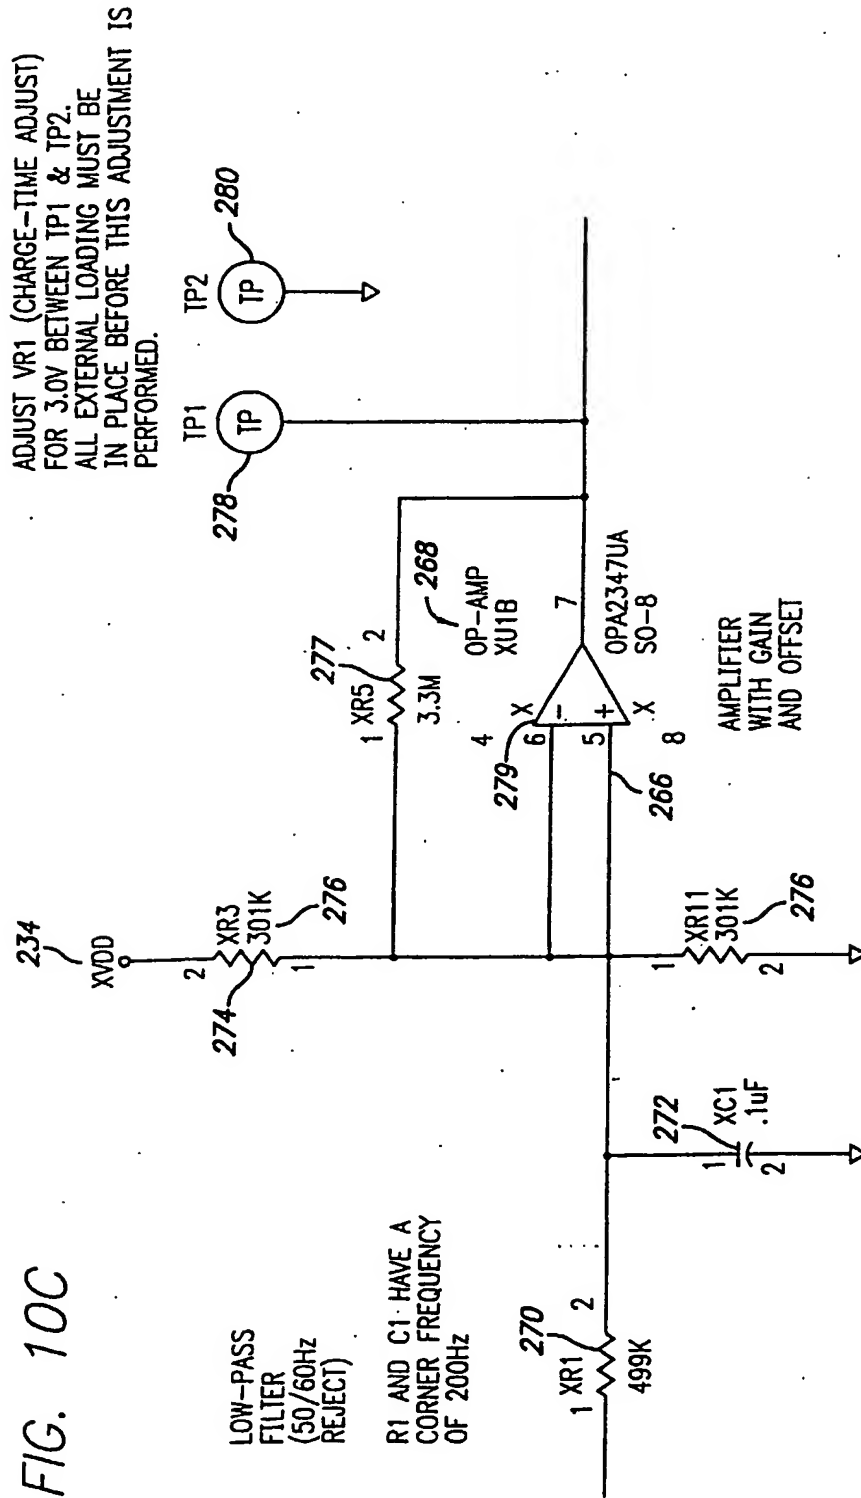 FIG. 10C
LOW-PASS
FILTER
(50/60Hz
REJECT)
R1 AND C1 HAVE A
CORNER FREQUENCY
OF 200Hz
ADJUST VR1 (CHARGE-TIME ADJUST)
FOR 3.0V BETWEEN TP1 & TP2.
ALL EXTERNAL LOADING MUST BE
IN PLACE BEFORE THIS ADJUSTMENT IS
PERFORMED.
TP1
TP
278
TP2
TP
280
234
XVDD
2
XR3
301K
274
276
1
1
XR5
2
277
3.3M
268
OP-AMP
XU1B
4
X
6
-
279
7
5
+
X
8
OPA2347UA
SO-8
266
AMPLIFIER
WITH GAIN
AND OFFSET
1
XR11
301K
276
2
1
XR1
2
270
499K
272
1
XC1
.1uF
2